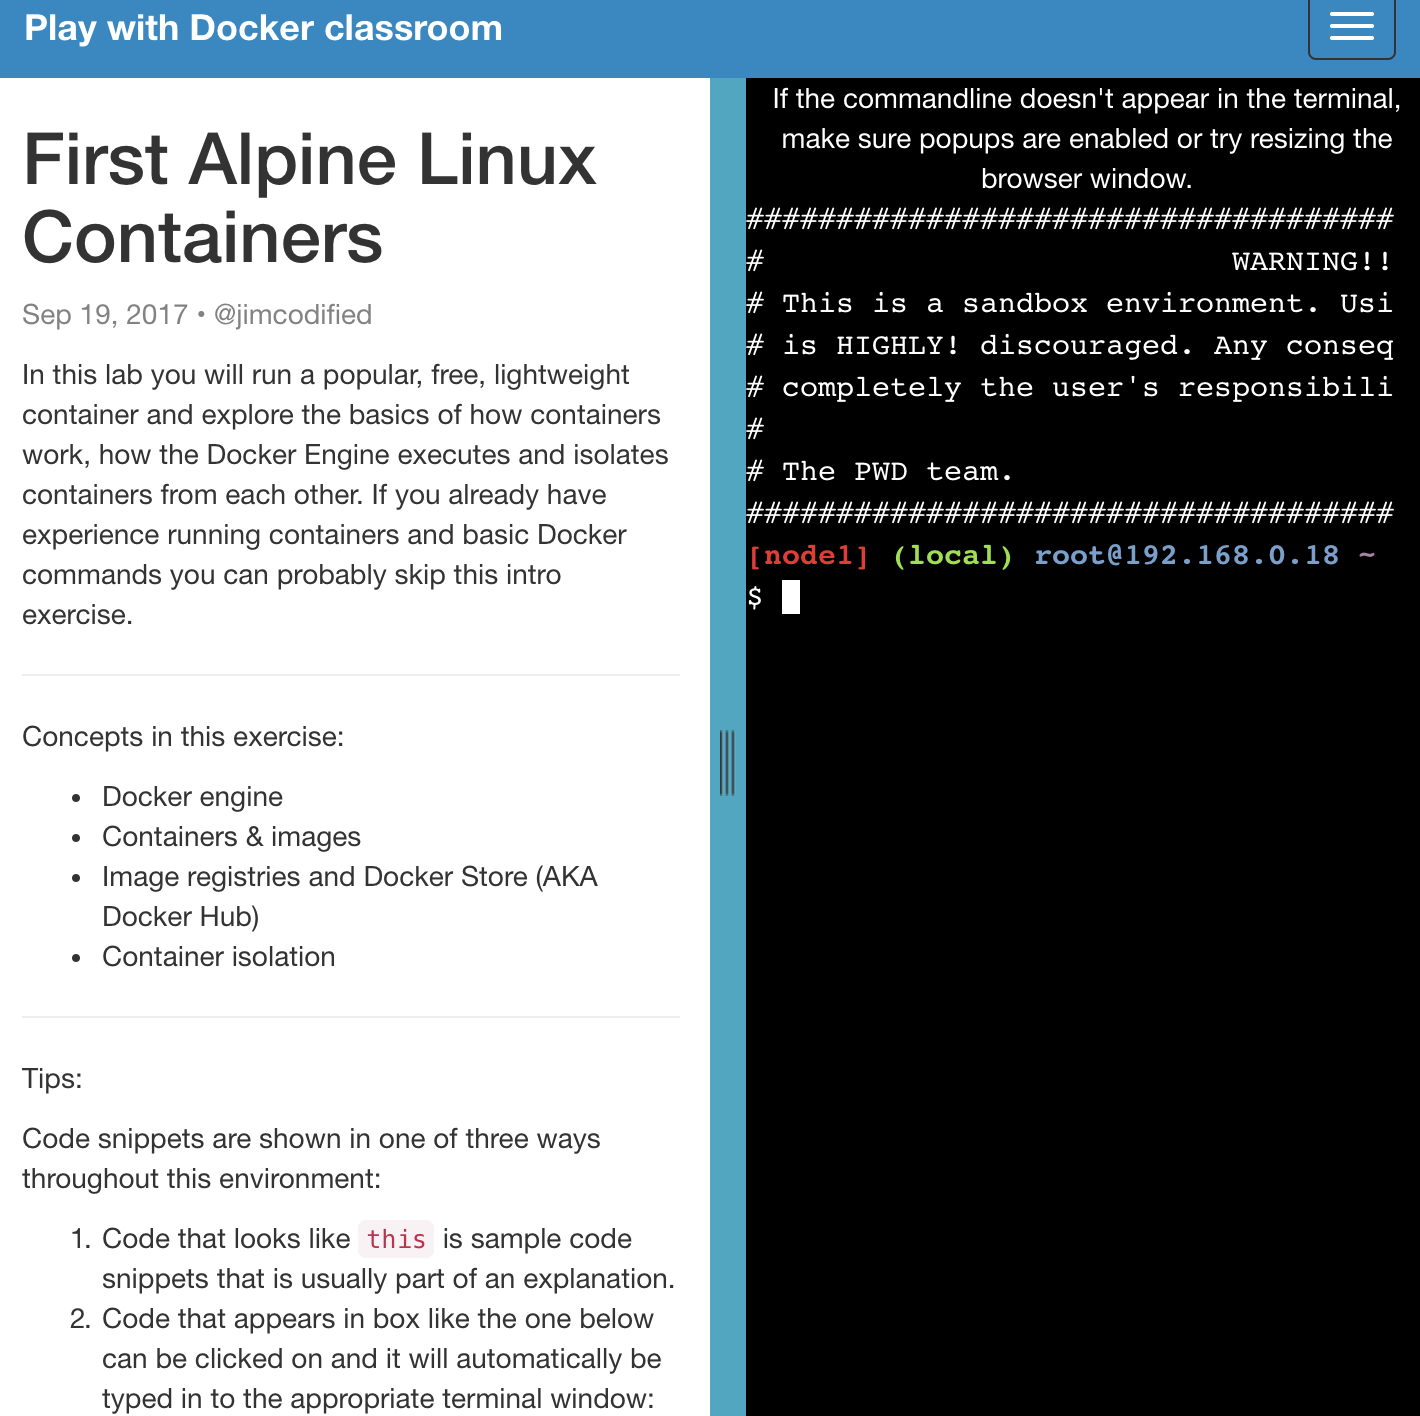 Play with Docker classroom
First Alpine Linux
Containers
Sep 19, 2017 • @jimcodified
In this lab you will run a popular, free, lightweight
container and explore the basics of how containers
work, how the Docker Engine executes and isolates
containers from each other. If you already have
experience running containers and basic Docker
commands you can probably skip this intro
exercise.
Concepts in this exercise:
• Docker engine
• Containers & images
• Image registries and Docker Store (AKA
Docker Hub)
• Container isolation
Tips:
Code snippets are shown in one of three ways
throughout this environment:
1. Code that looks like this is sample code
snippets that is usually part of an explanation.
2. Code that appears in box like the one below
can be clicked on and it will automatically be
typed in to the appropriate terminal window:
If the commandline doesn't appear in the terminal,
make sure popups are enabled or try resizing the
browser window.
####################################
# WARNING!!
# This is a sandbox environment. Usi
# is HIGHLY! discouraged. Any conseq
# completely the user's responsibili
#
# The PWD team.
####################################
[node1] (local) root@192.168.0.18 ~
$